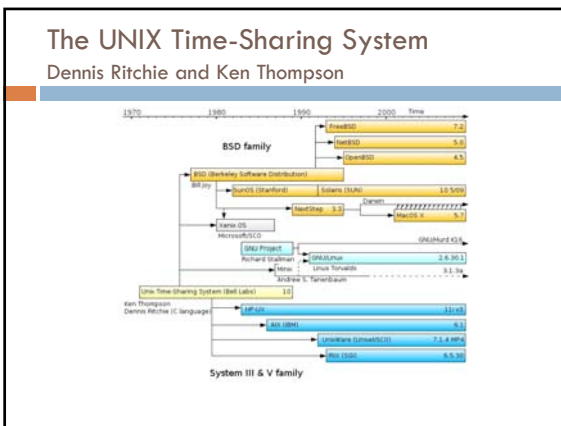 The UNIX Time-Sharing System
Dennis Ritchie and Ken Thompson
1970 1980 1990 2000 Time
FreeBSD 7.2
BSD family
NetBSD 5.0
OpenBSD 4.5
BSD (Berkeley Software Distribution)
Bill Joy
SunOS (Stanford) Solaris (SUN) 10 5/09
Darwin
NextStep 3.3
MacOS X 5.7
Xenix OS
Microsoft/SCO
GNU/Hurd K16
GNU Project
Richard Stallman
GNU/Linux 2.6.30.1
Minix Linus Torvalds 3.1.3a
Andrew S. Tanenbaum
Unix Time-Sharing System (Bell Labs) 10
Ken Thompson
Dennis Ritchie (C language)
HP-UX 11i v3
AIX (IBM) 6.1
UnixWare (Univel/SCO) 7.1.4 MP4
IRIX (SGI) 6.5.30
System III & V family